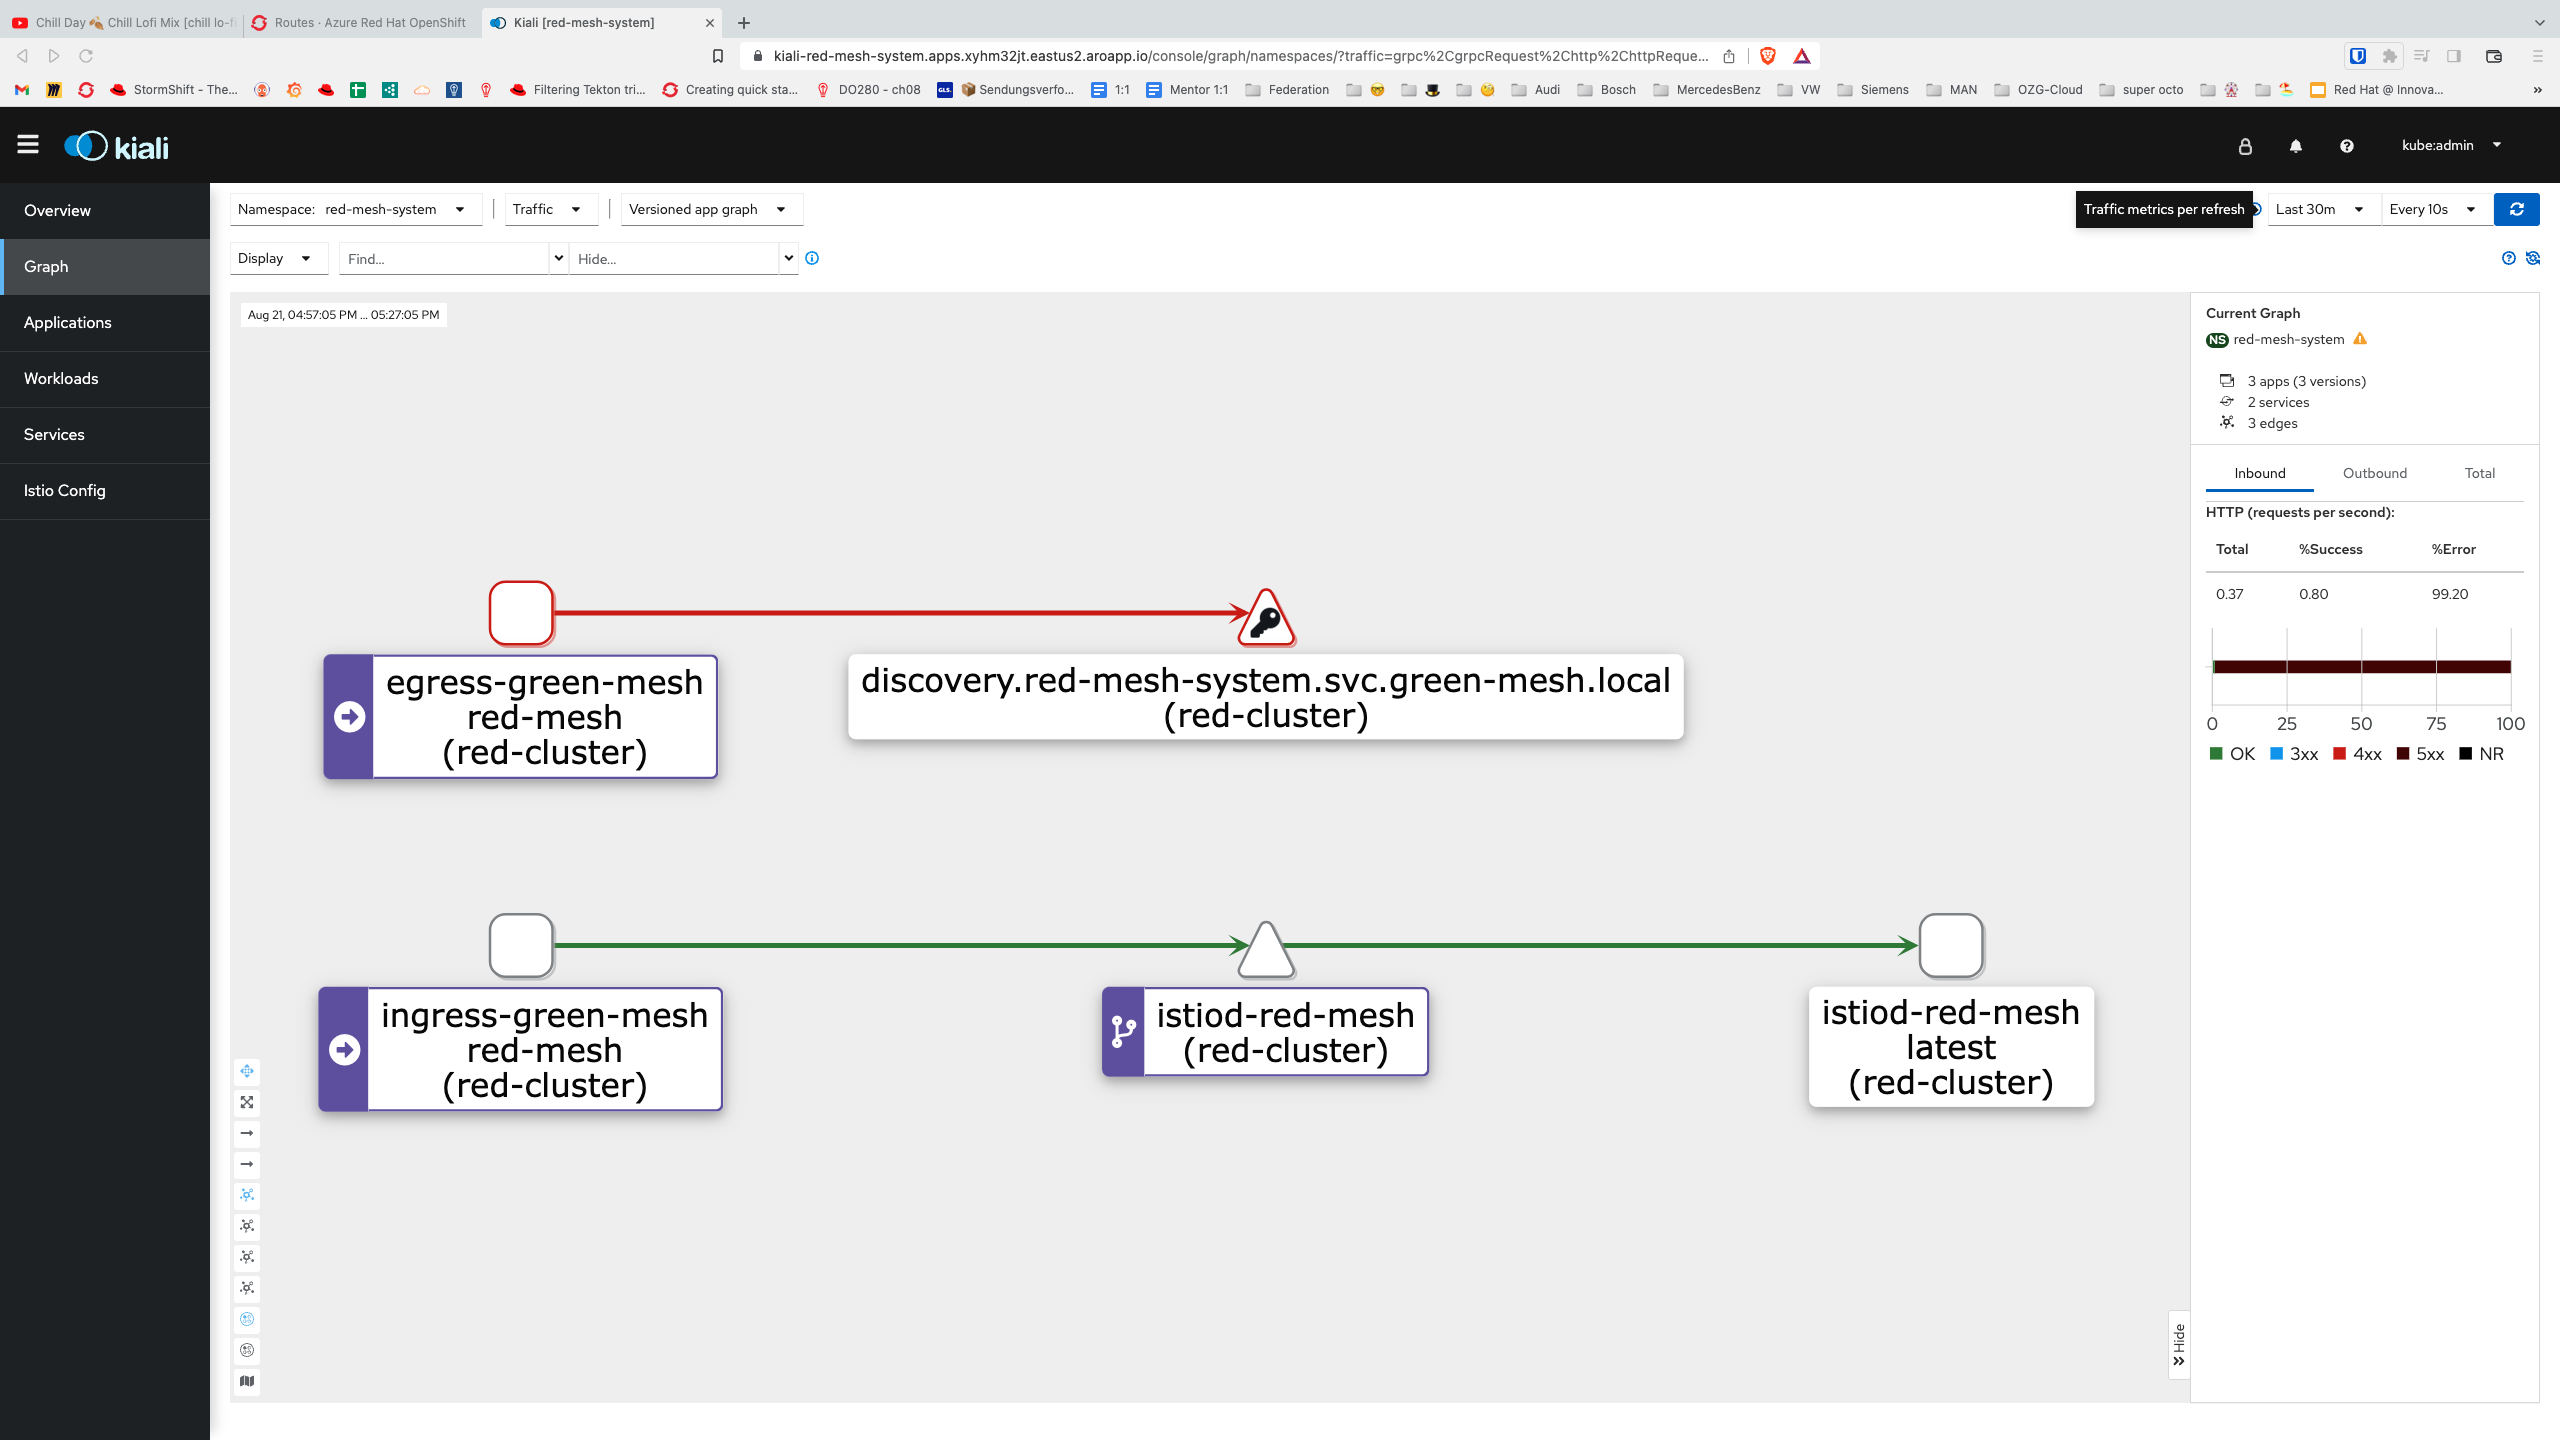 Chill Day 🍂 Chill Lofi Mix [chill lo-fi
Routes · Azure Red Hat OpenShift
Kiali [red-mesh-system]
kiali-red-mesh-system.apps.xyhm32jt.eastus2.aroapp.io/console/graph/namespaces/?traffic=grpc%2CgrpcRequest%2Chttp%2ChttpReque...
StormShift - The...
Filtering Tekton tri...
Creating quick sta...
DO280 - ch08
GLS.
📦 Sendungsverfo...
1:1
Mentor 1:1
Federation
Audi
Bosch
MercedesBenz
VW
Siemens
MAN
OZG-Cloud
super octo
Red Hat @ Innova...
»
kiali
kube:admin
Overview
Graph
Applications
Workloads
Services
Istio Config
Namespace: red-mesh-system
Traffic
Versioned app graph
Traffic metrics per refresh
Last 30m
Every 10s
Display
Find...
Hide...
Aug 21, 04:57:05 PM ... 05:27:05 PM
egress-green-mesh
red-mesh
(red-cluster)
discovery.red-mesh-system.svc.green-mesh.local
(red-cluster)
ingress-green-mesh
red-mesh
(red-cluster)
istiod-red-mesh
(red-cluster)
istiod-red-mesh
latest
(red-cluster)
Hide
Current Graph
NS red-mesh-system
3 apps (3 versions)
2 services
3 edges
Inbound
Outbound
Total
HTTP (requests per second):
Total %Success %Error
0.37 0.80 99.20
0 25 50 75 100
OK 3xx 4xx 5xx NR